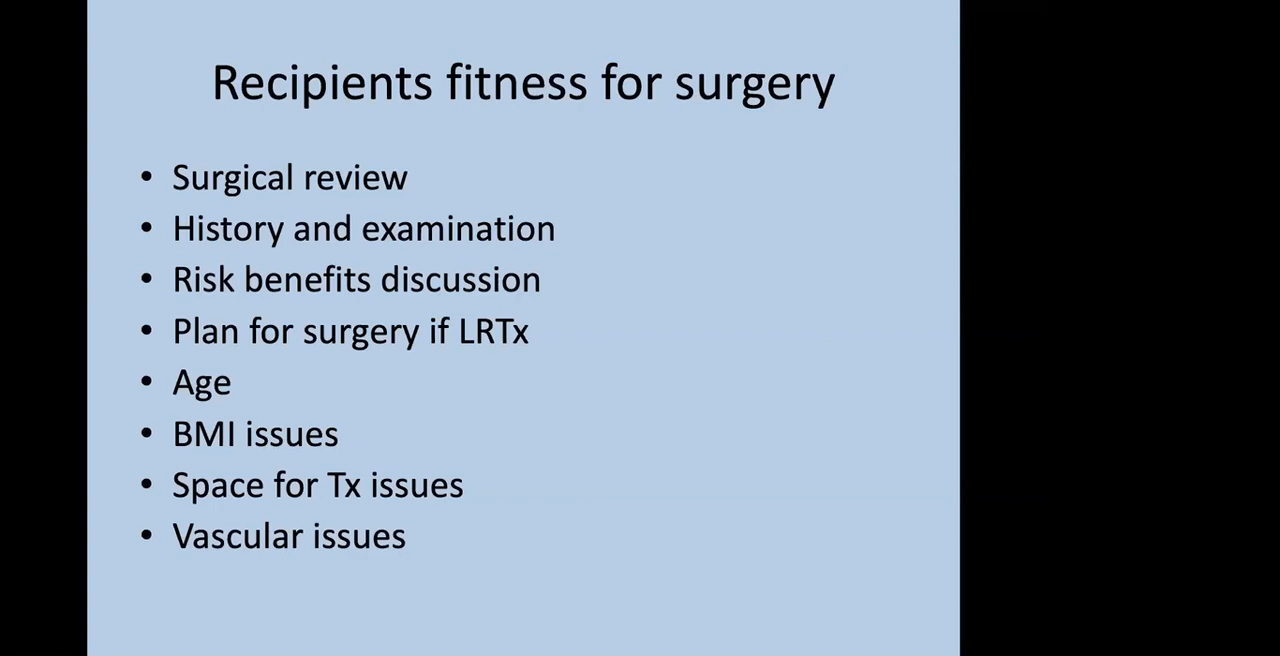 Recipients fitness for surgery
• Surgical review
• History and examination
• Risk benefits discussion
• Plan for surgery if LRTx
• Age
• BMI issues
• Space for Tx issues
• Vascular issues